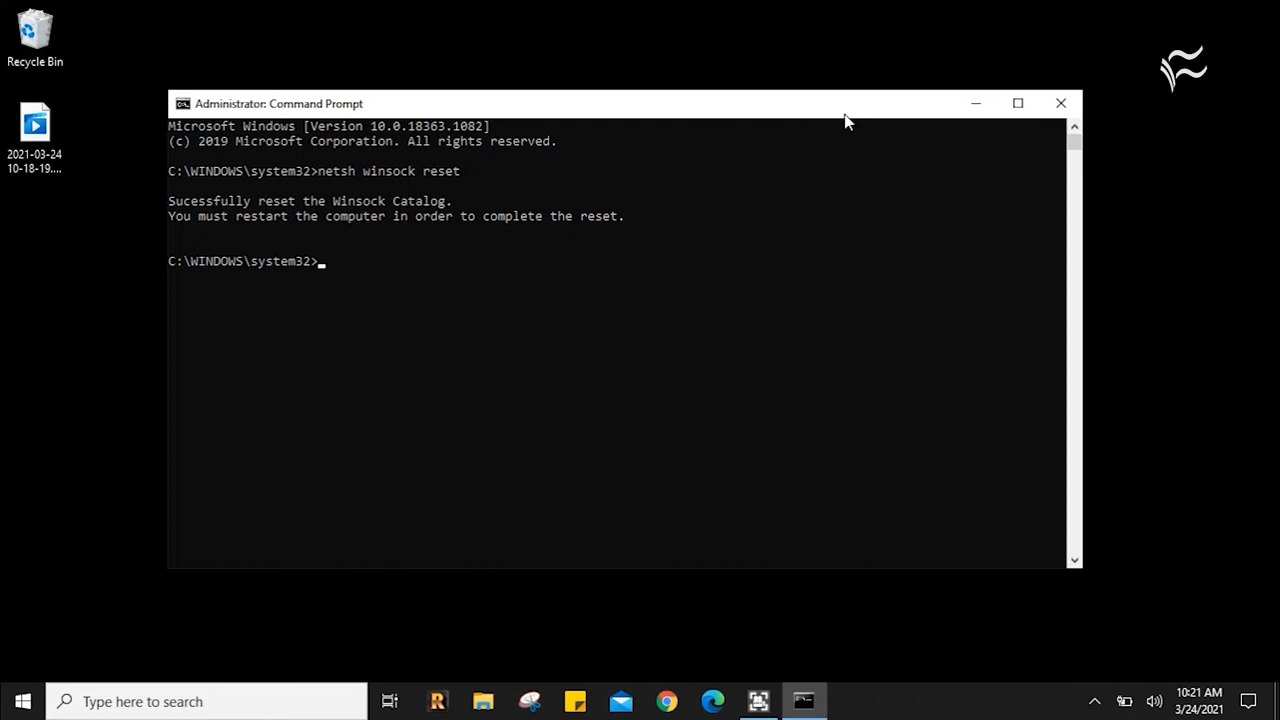 Recycle Bin
2021-03-24
10-18-19....
Administrator: Command Prompt
Microsoft Windows [Version 10.0.18363.1082]
(c) 2019 Microsoft Corporation. All rights reserved.
C:\WINDOWS\system32>netsh winsock reset
Sucessfully reset the Winsock Catalog.
You must restart the computer in order to complete the reset.
C:\WINDOWS\system32>
Type here to search
R
10:21 AM
3/24/2021